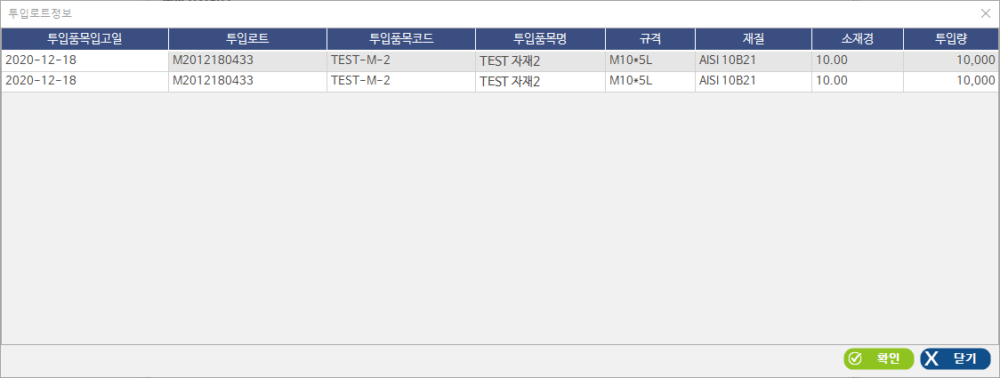 투입로트정보
투입품목입고일 투입로트 투입품목코드 투입품목명 규격 재질 소재경 투입량
2020-12-18 M2012180433 TEST-M-2 TEST 자재2 M10*5L AISI 10B21 10.00 10,000
2020-12-18 M2012180433 TEST-M-2 TEST 자재2 M10*5L AISI 10B21 10.00 10,000
확인 닫기